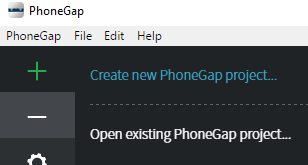 PhoneGap
PhoneGap File Edit Help
Create new PhoneGap project...
Open existing PhoneGap project...